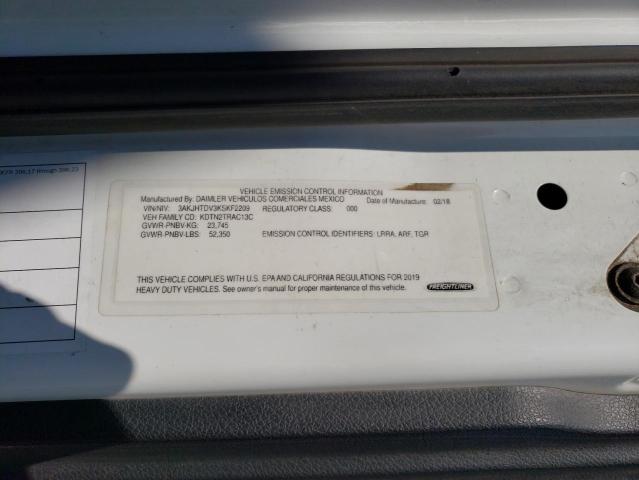 VEHICLE EMISSION CONTROL INFORMATION
Manufactured By: DAIMLER VEHICULOS COMERCIALES MEXICO Date of Manufacture: 02/18
VIN/NIV: 3AKJHTDV3KSKF2209 REGULATORY CLASS: 000
VEH FAMILY CD: KDTN2TRAC13C
GVWR-PNBV-KG: 23,745
GVWR-PNBV-LBS: 52,350 EMISSION CONTROL IDENTIFIERS: LRRA, ARF, TGR
THIS VEHICLE COMPLIES WITH U.S. EPA AND CALIFORNIA REGULATIONS FOR 2019
HEAVY DUTY VEHICLES. See owner's manual for proper maintenance of this vehicle.
FREIGHTLINER